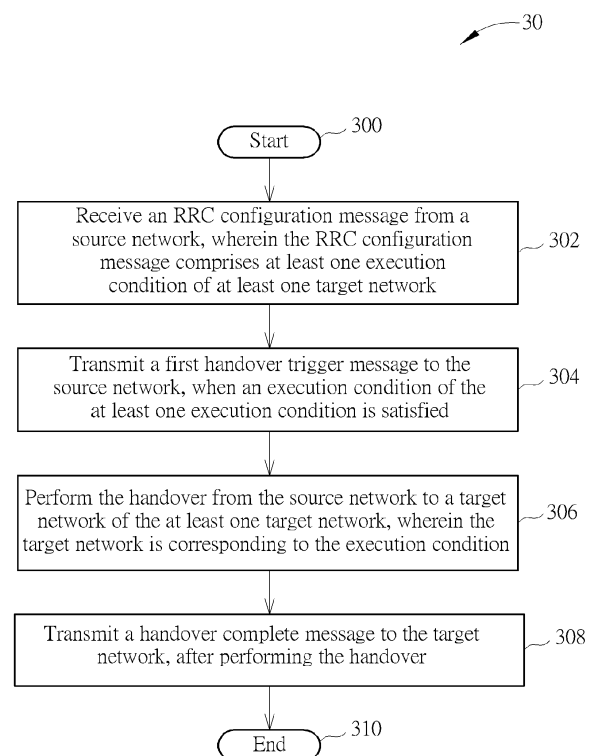 30
300
Start
Receive an RRC configuration message from a
source network, wherein the RRC configuration
message comprises at least one execution
condition of at least one target network
302
Transmit a first handover trigger message to the
source network, when an execution condition of the
at least one execution condition is satisfied
304
Perform the handover from the source network to a target
network of the at least one target network, wherein the
target network is corresponding to the execution condition
306
Transmit a handover complete message to the target
network, after performing the handover
308
End
310